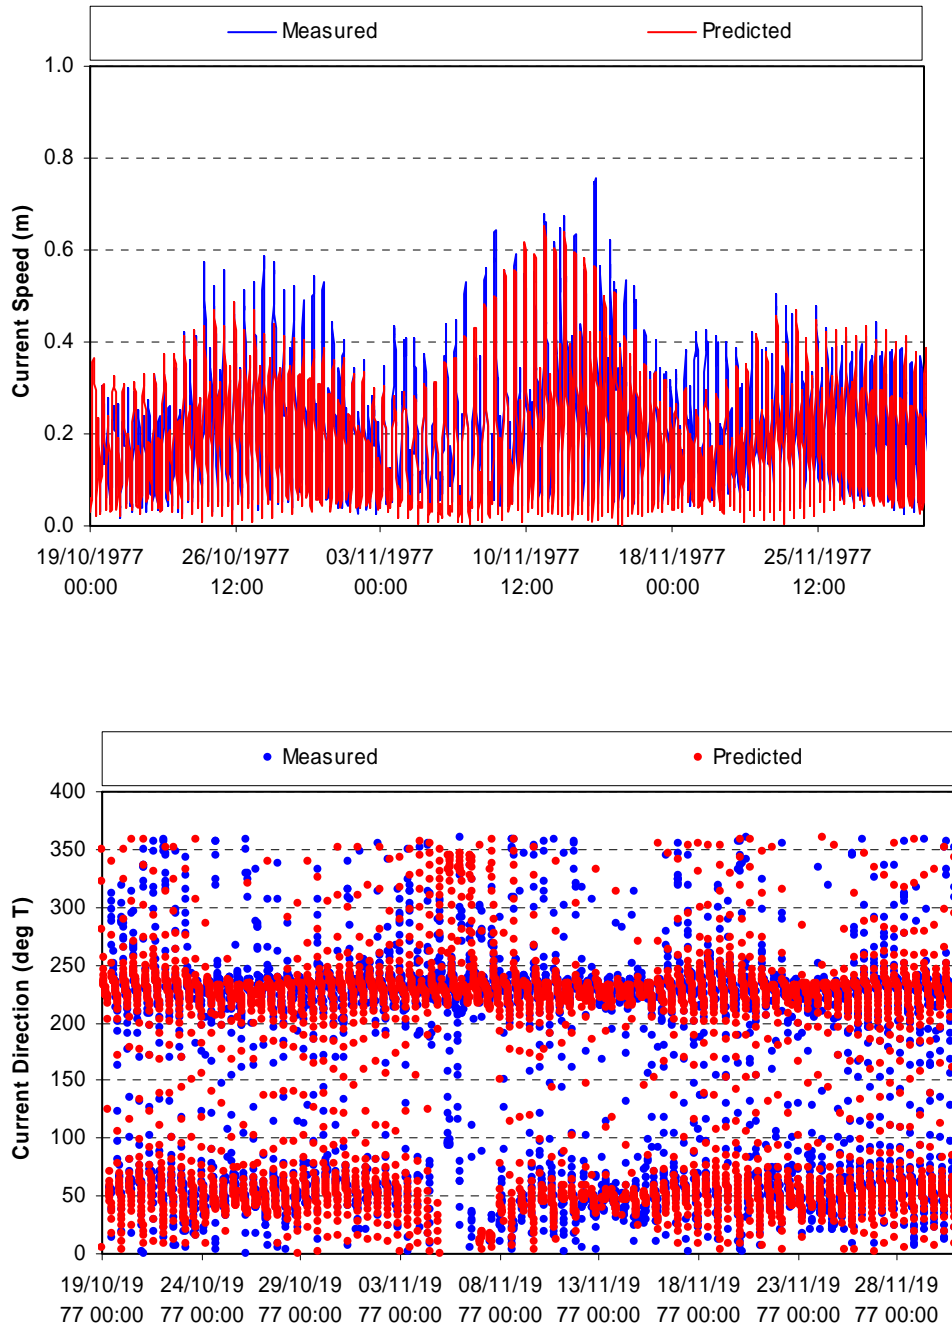 Measured Predicted
1.0
0.8
0.6
0.4
0.2
0.0
Current Speed (m)
19/10/1977 26/10/1977 03/11/1977 10/11/1977 18/11/1977 25/11/1977
00:00 12:00 00:00 12:00 00:00 12:00
Measured Predicted
400
350
300
250
200
150
100
50
0
Current Direction (deg T)
19/10/19 24/10/19 29/10/19 03/11/19 08/11/19 13/11/19 18/11/19 23/11/19 28/11/19
77 00:00 77 00:00 77 00:00 77 00:00 77 00:00 77 00:00 77 00:00 77 00:00 77 00:00